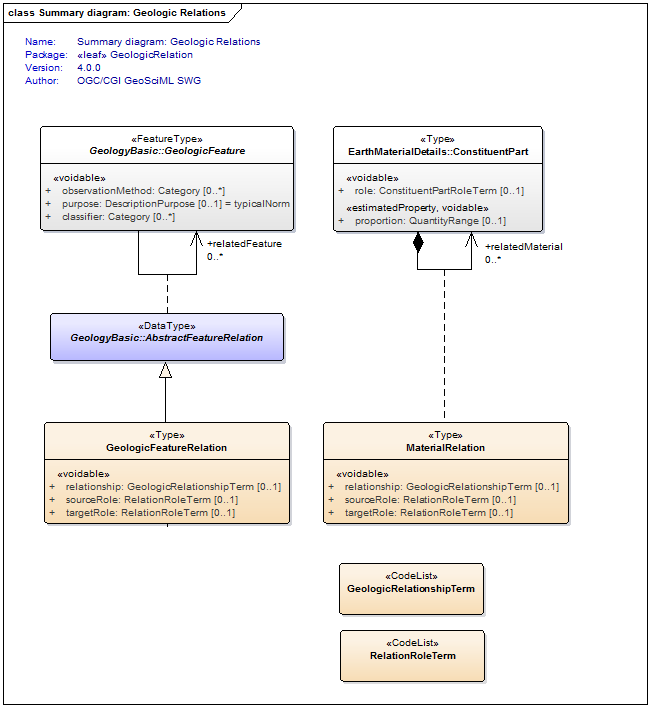 class Summary diagram: Geologic Relations
Name: Summary diagram: Geologic Relations
Package: «leaf» GeologicRelation
Version: 4.0.0
Author: OGC/CGI GeoSciML SWG
«FeatureType»
GeologyBasic::GeologicFeature
«voidable»
+ observationMethod: Category [0..*]
+ purpose: DescriptionPurpose [0..1] = typicalNorm
+ classifier: Category [0..*]
«Type»
EarthMaterialDetails::ConstituentPart
«voidable»
+ role: ConstituentPartRoleTerm [0..1]
«estimatedProperty, voidable»
+ proportion: QuantityRange [0..1]
+relatedFeature
0..*
+relatedMaterial
0..*
«DataType»
GeologyBasic::AbstractFeatureRelation
«Type»
GeologicFeatureRelation
«voidable»
+ relationship: GeologicRelationshipTerm [0..1]
+ sourceRole: RelationRoleTerm [0..1]
+ targetRole: RelationRoleTerm [0..1]
«Type»
MaterialRelation
«voidable»
+ relationship: GeologicRelationshipTerm [0..1]
+ sourceRole: RelationRoleTerm [0..1]
+ targetRole: RelationRoleTerm [0..1]
«CodeList»
GeologicRelationshipTerm
«CodeList»
RelationRoleTerm